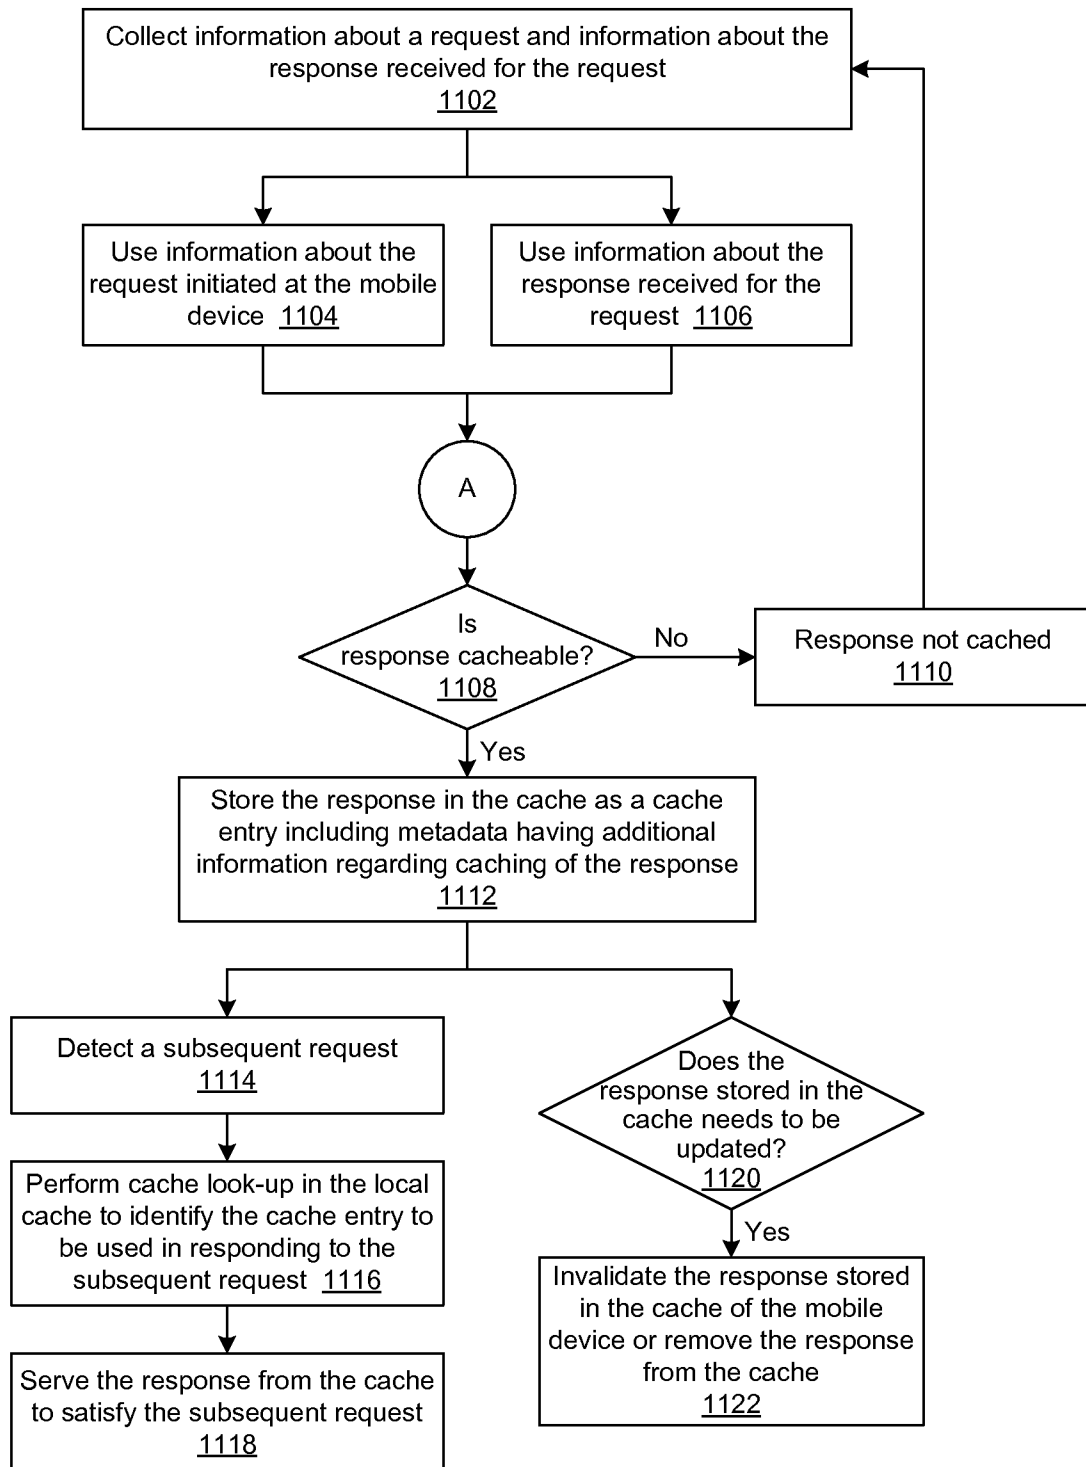 Collect information about a request and information about the
response received for the request
1102
Use information about the
request initiated at the mobile
device 1104
Use information about the
response received for the
request 1106
A
Is
response cacheable?
1108
No
Response not cached
1110
Yes
Store the response in the cache as a cache
entry including metadata having additional
information regarding caching of the response
1112
Detect a subsequent request
1114
Perform cache look-up in the local
cache to identify the cache entry to
be used in responding to the
subsequent request 1116
Serve the response from the cache
to satisfy the subsequent request
1118
Does the
response stored in the
cache needs to be
updated?
1120
Yes
Invalidate the response stored
in the cache of the mobile
device or remove the response
from the cache
1122